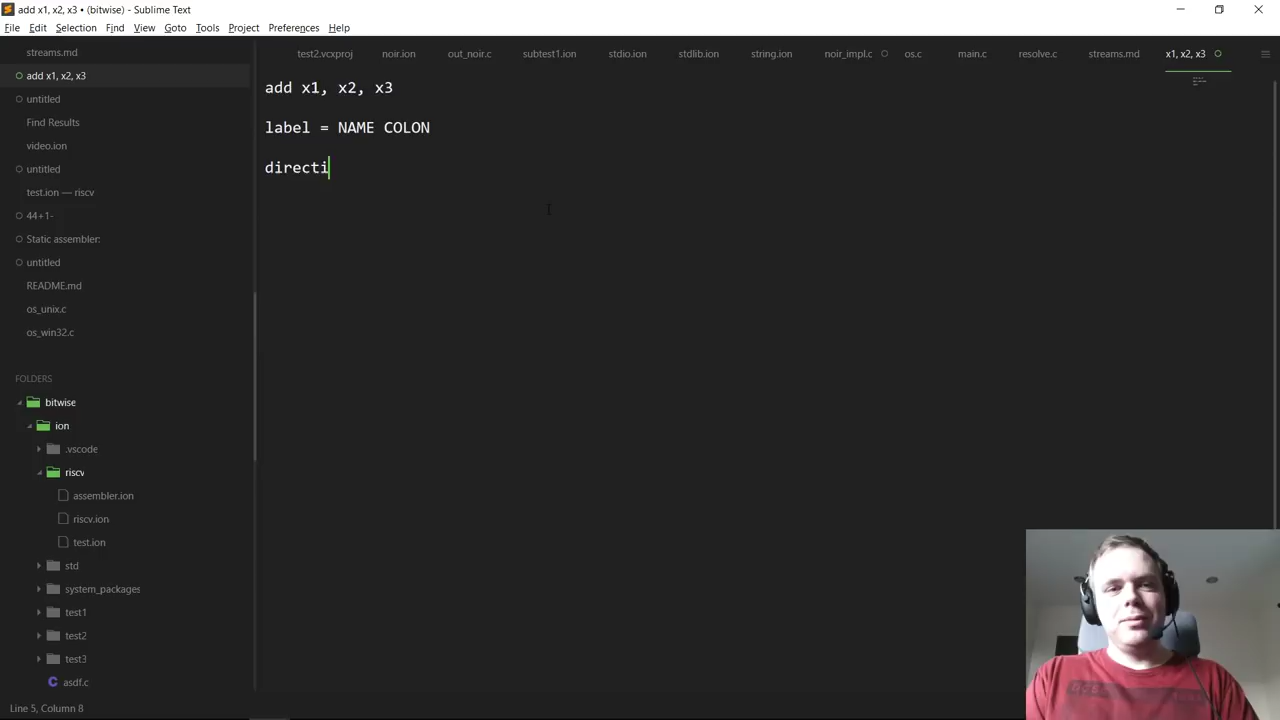 add x1, x2, x3 • (bitwise) - Sublime Text
File Edit Selection Find View Goto Tools Project Preferences Help
streams.md
add x1, x2, x3
untitled
Find Results
video.ion
untitled
test.ion — riscv
44+1-
Static assembler:
untitled
README.md
os_unix.c
os_win32.c
FOLDERS
bitwise
ion
.vscode
riscv
assembler.ion
riscv.ion
test.ion
std
system_packages
test1
test2
test3
asdf.c
test2.vcxproj noir.ion out_noir.c subtest1.ion stdio.ion stdlib.ion string.ion noir_impl.c os.c main.c resolve.c streams.md x1, x2, x3
add x1, x2, x3
label = NAME COLON
directi
Line 5, Column 8